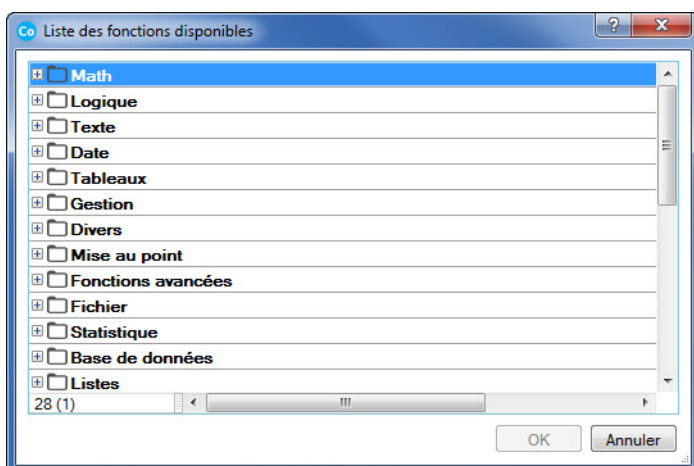 Co Liste des fonctions disponibles ? X
Math
Logique
Texte
Date
Tableaux
Gestion
Divers
Mise au point
Fonctions avancées
Fichier
Statistique
Base de données
Listes
28 (1)
OK Annuler